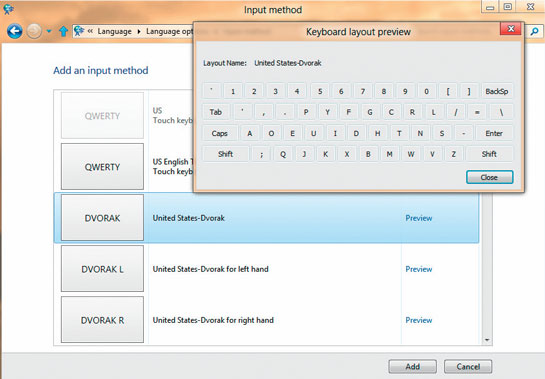 Input method
« Language ▸ Language options
Keyboard layout preview
Layout Name: United States-Dvorak
` 1 2 3 4 5 6 7 8 9 0 [ ] BackSp
Tab ' , . P Y F G C R L / = \
Caps A O E U I D H T N S - Enter
Shift ; Q J K X B M W V Z Shift
Close
Add an input method
QWERTY
US
Touch keyb
QWERTY
US English T
Touch keyb
DVORAK
United States-Dvorak
Preview
DVORAK L
United States-Dvorak for left hand
Preview
DVORAK R
United States-Dvorak for right hand
Preview
Add
Cancel